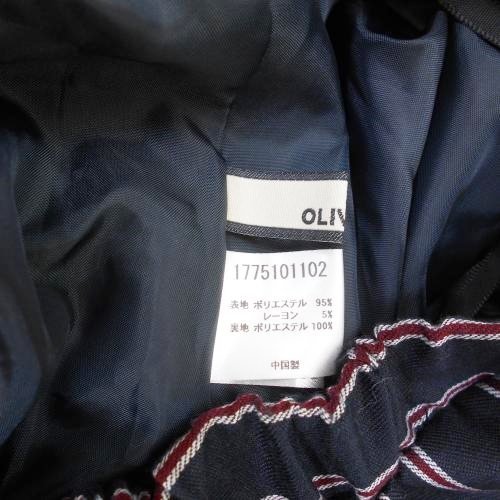 OLIV
1775101102
表地 ポリエステル 95%
レーヨン 5%
裏地 ポリエステル 100%
中国製